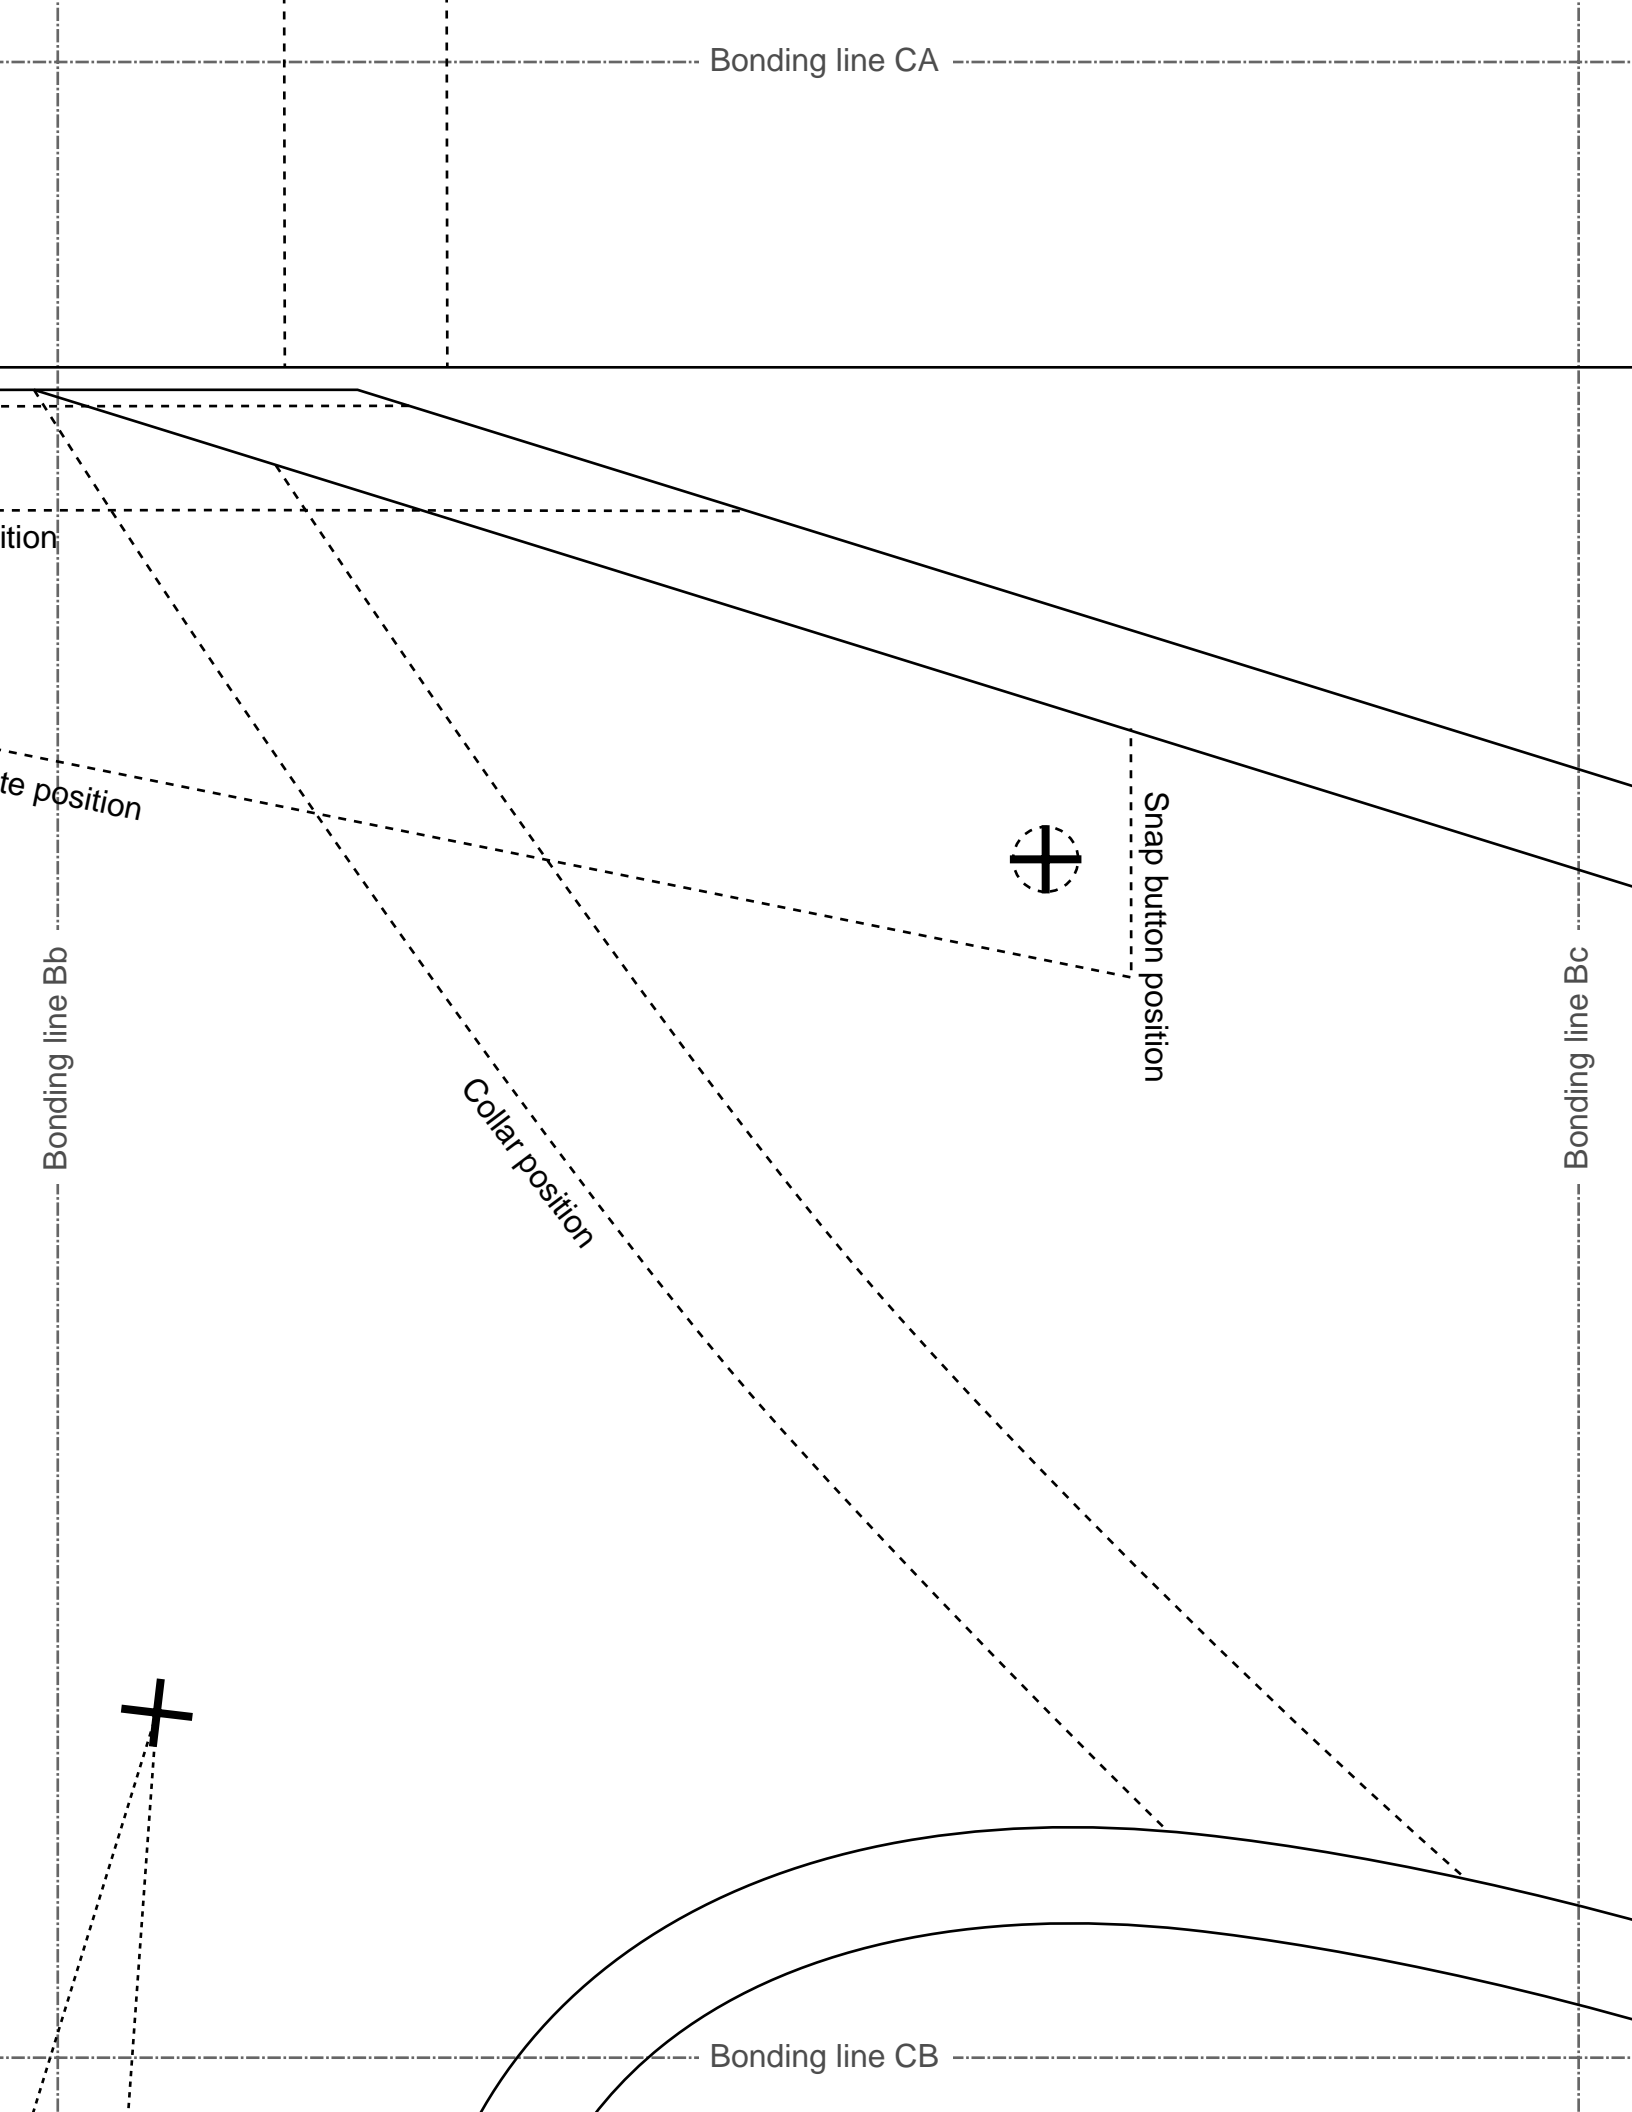 Bonding line CA
ition
te position
Snap button position
Bonding line Bb
Bonding line Bc
Collar position
Bonding line CB